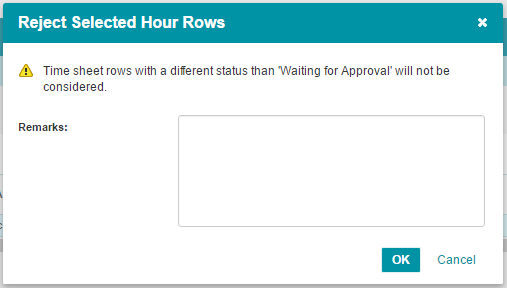 Reject Selected Hour Rows
Time sheet rows with a different status than 'Waiting for Approval' will not be
considered.
Remarks:
OK
Cancel